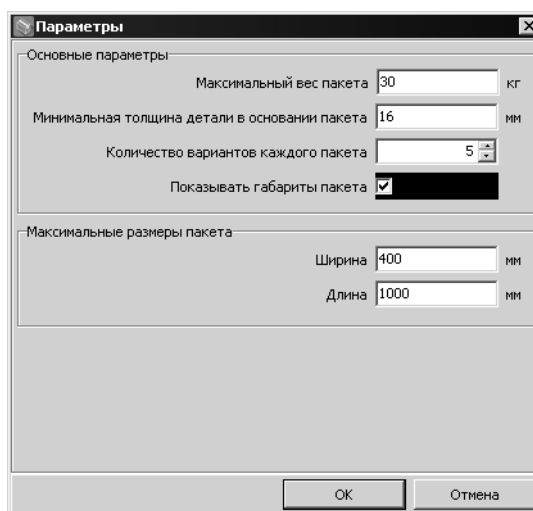 Параметры
Основные параметры
Максимальный вес пакета 30 кг
Минимальная толщина детали в основании пакета 16 мм
Количество вариантов каждого пакета 5
Показывать габариты пакета
Максимальные размеры пакета
Ширина 400 мм
Длина 1000 мм
OK Отмена